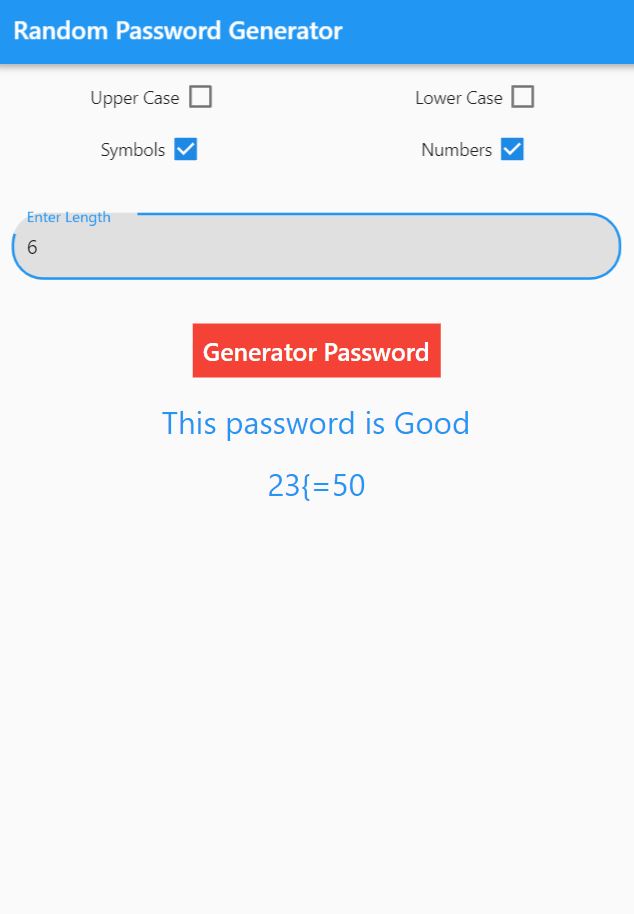 Random Password Generator
Upper Case
Lower Case
Symbols
Numbers
Enter Length
6
Generator Password
This password is Good
23{=50